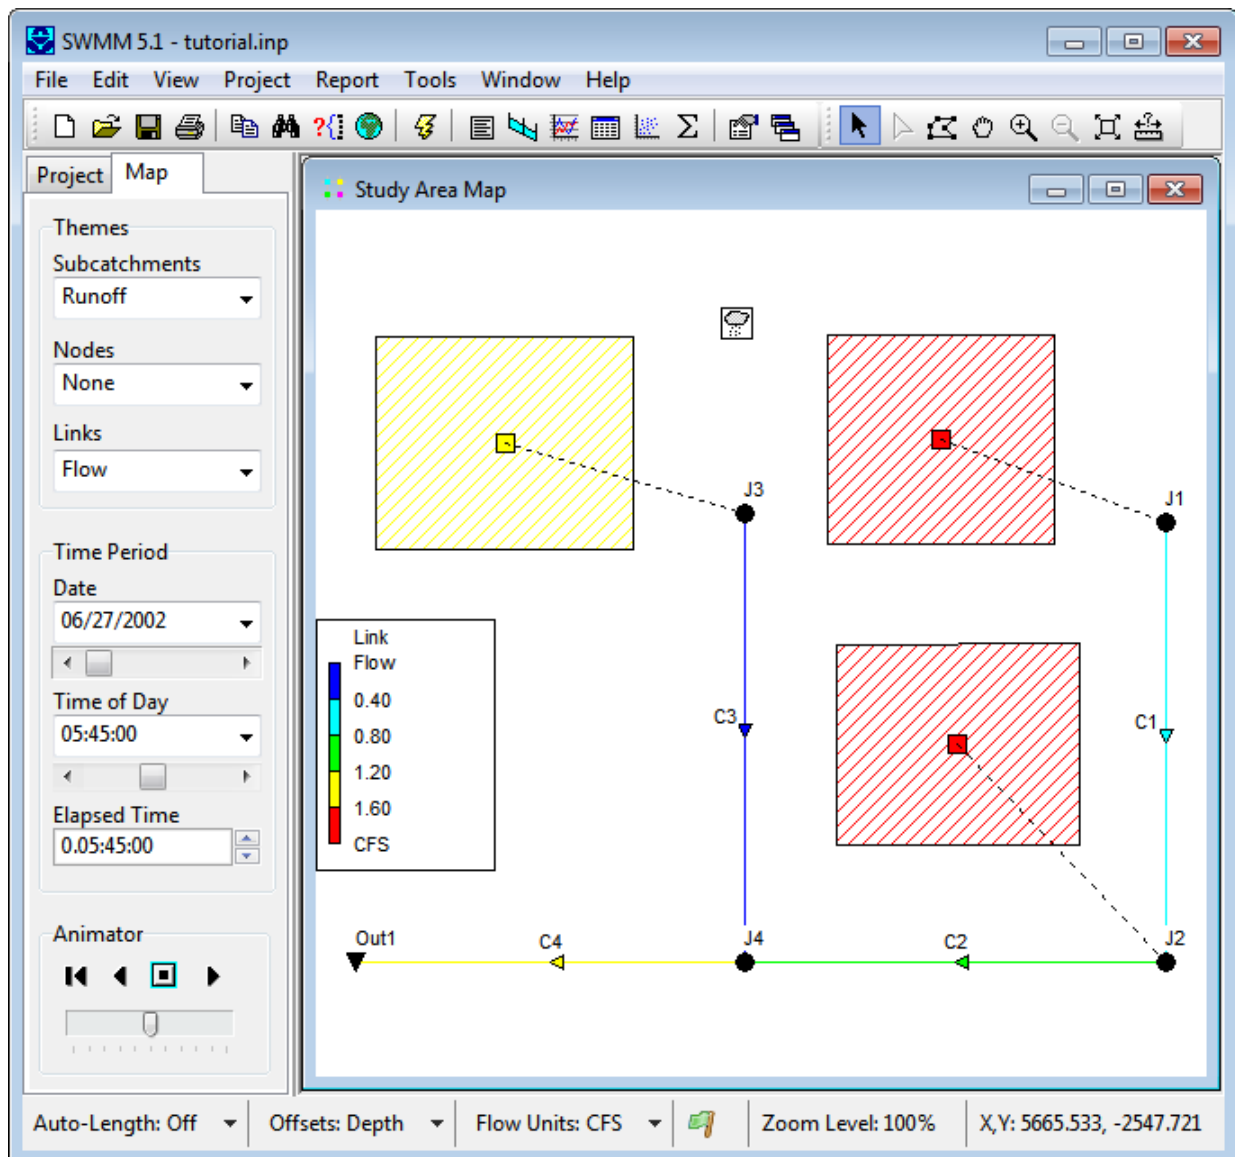 SWMM 5.1 - tutorial.inp
File Edit View Project Report Tools Window Help
Project Map
Themes
Subcatchments
Runoff
Nodes
None
Links
Flow
Time Period
Date
06/27/2002
Time of Day
05:45:00
Elapsed Time
0.05:45:00
Animator
Study Area Map
J3
J1
Link
Flow
0.40
0.80
1.20
1.60
CFS
C3
C1
Out1
C4
J4
C2
J2
Auto-Length: Off Offsets: Depth Flow Units: CFS Zoom Level: 100% X,Y: 5665.533, -2547.721